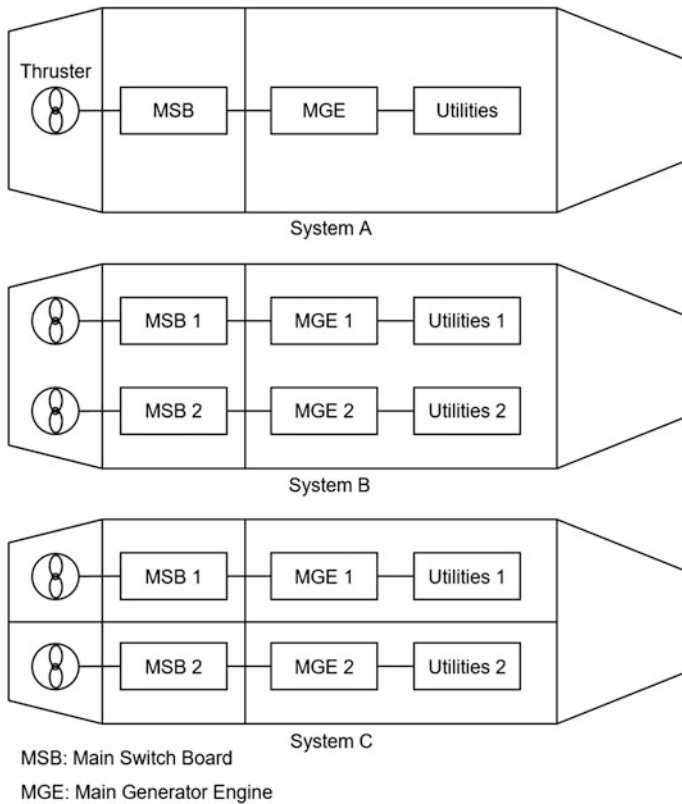 Thruster
MSB MGE Utilities
System A
MSB 1 MGE 1 Utilities 1
MSB 2 MGE 2 Utilities 2
System B
MSB 1 MGE 1 Utilities 1
MSB 2 MGE 2 Utilities 2
System C
MSB: Main Switch Board
MGE: Main Generator Engine